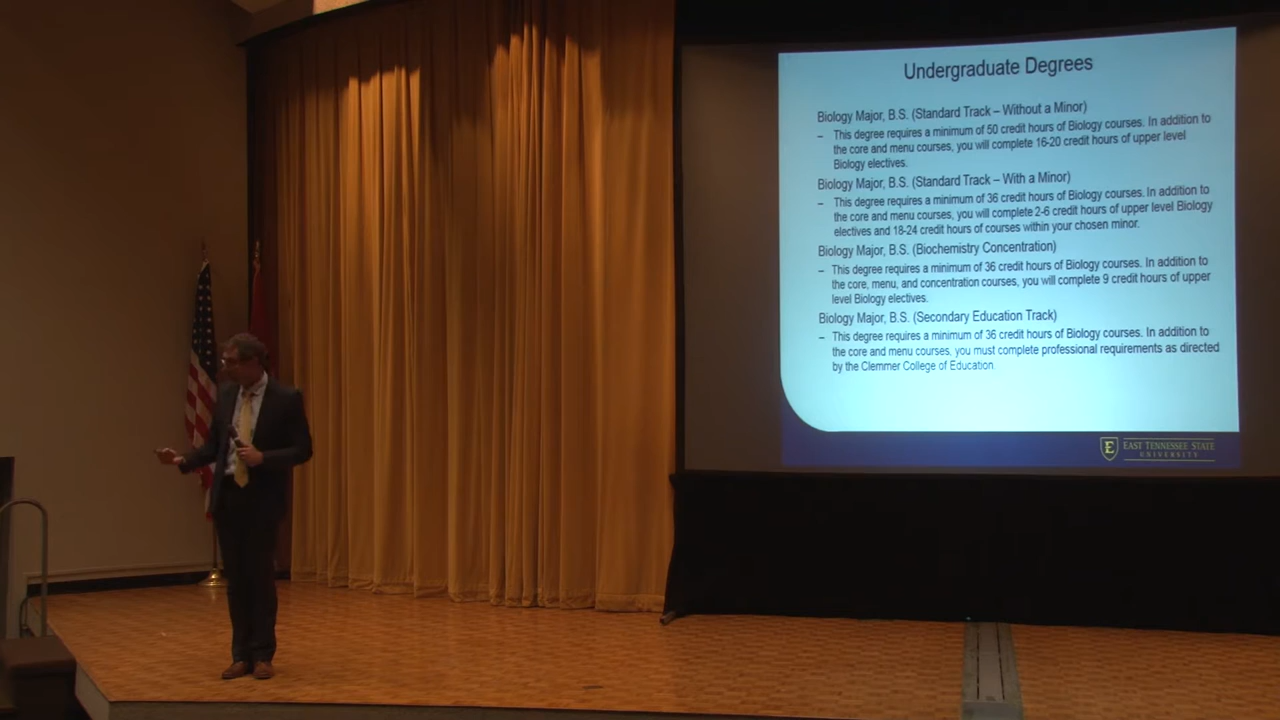 Undergraduate Degrees
Biology Major, B.S. (Standard Track – Without a Minor)
– This degree requires a minimum of 50 credit hours of Biology courses. In addition to
the core and menu courses, you will complete 16-20 credit hours of upper level
Biology electives.
Biology Major, B.S. (Standard Track – With a Minor)
– This degree requires a minimum of 36 credit hours of Biology courses. In addition to
the core and menu courses, you will complete 2-6 credit hours of upper level Biology
electives and 18-24 credit hours of courses within your chosen minor.
Biology Major, B.S. (Biochemistry Concentration)
– This degree requires a minimum of 36 credit hours of Biology courses. In addition to
the core, menu, and concentration courses, you will complete 9 credit hours of upper
level Biology electives.
Biology Major, B.S. (Secondary Education Track)
– This degree requires a minimum of 36 credit hours of Biology courses. In addition to
the core and menu courses, you must complete professional requirements as directed
by the Clemmer College of Education
E
EAST TENNESSEE STATE
UNIVERSITY